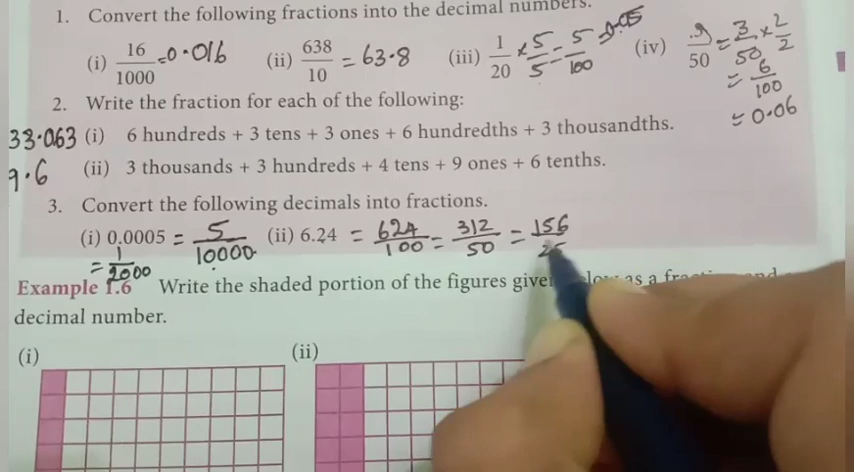 1. Convert the following fractions into the decimal numbers.
(i) 16/1000 = 0.016 (ii) 638/10 = 63.8 (iii) 1/20 × 5/5 = 5/100 = 0.05 (iv) 3/50 = 3/50 × 2/2
= 6/100
= 0.06
2. Write the fraction for each of the following:
33.063 (i) 6 hundreds + 3 tens + 3 ones + 6 hundredths + 3 thousandths.
9.6 (ii) 3 thousands + 3 hundreds + 4 tens + 9 ones + 6 tenths.
3. Convert the following decimals into fractions.
(i) 0.0005 = 5/10000 (ii) 6.24 = 624/100 = 312/50 = 156/25
= 1/2000
Example 1.6 Write the shaded portion of the figures given as a and
decimal number.
(i) (ii)